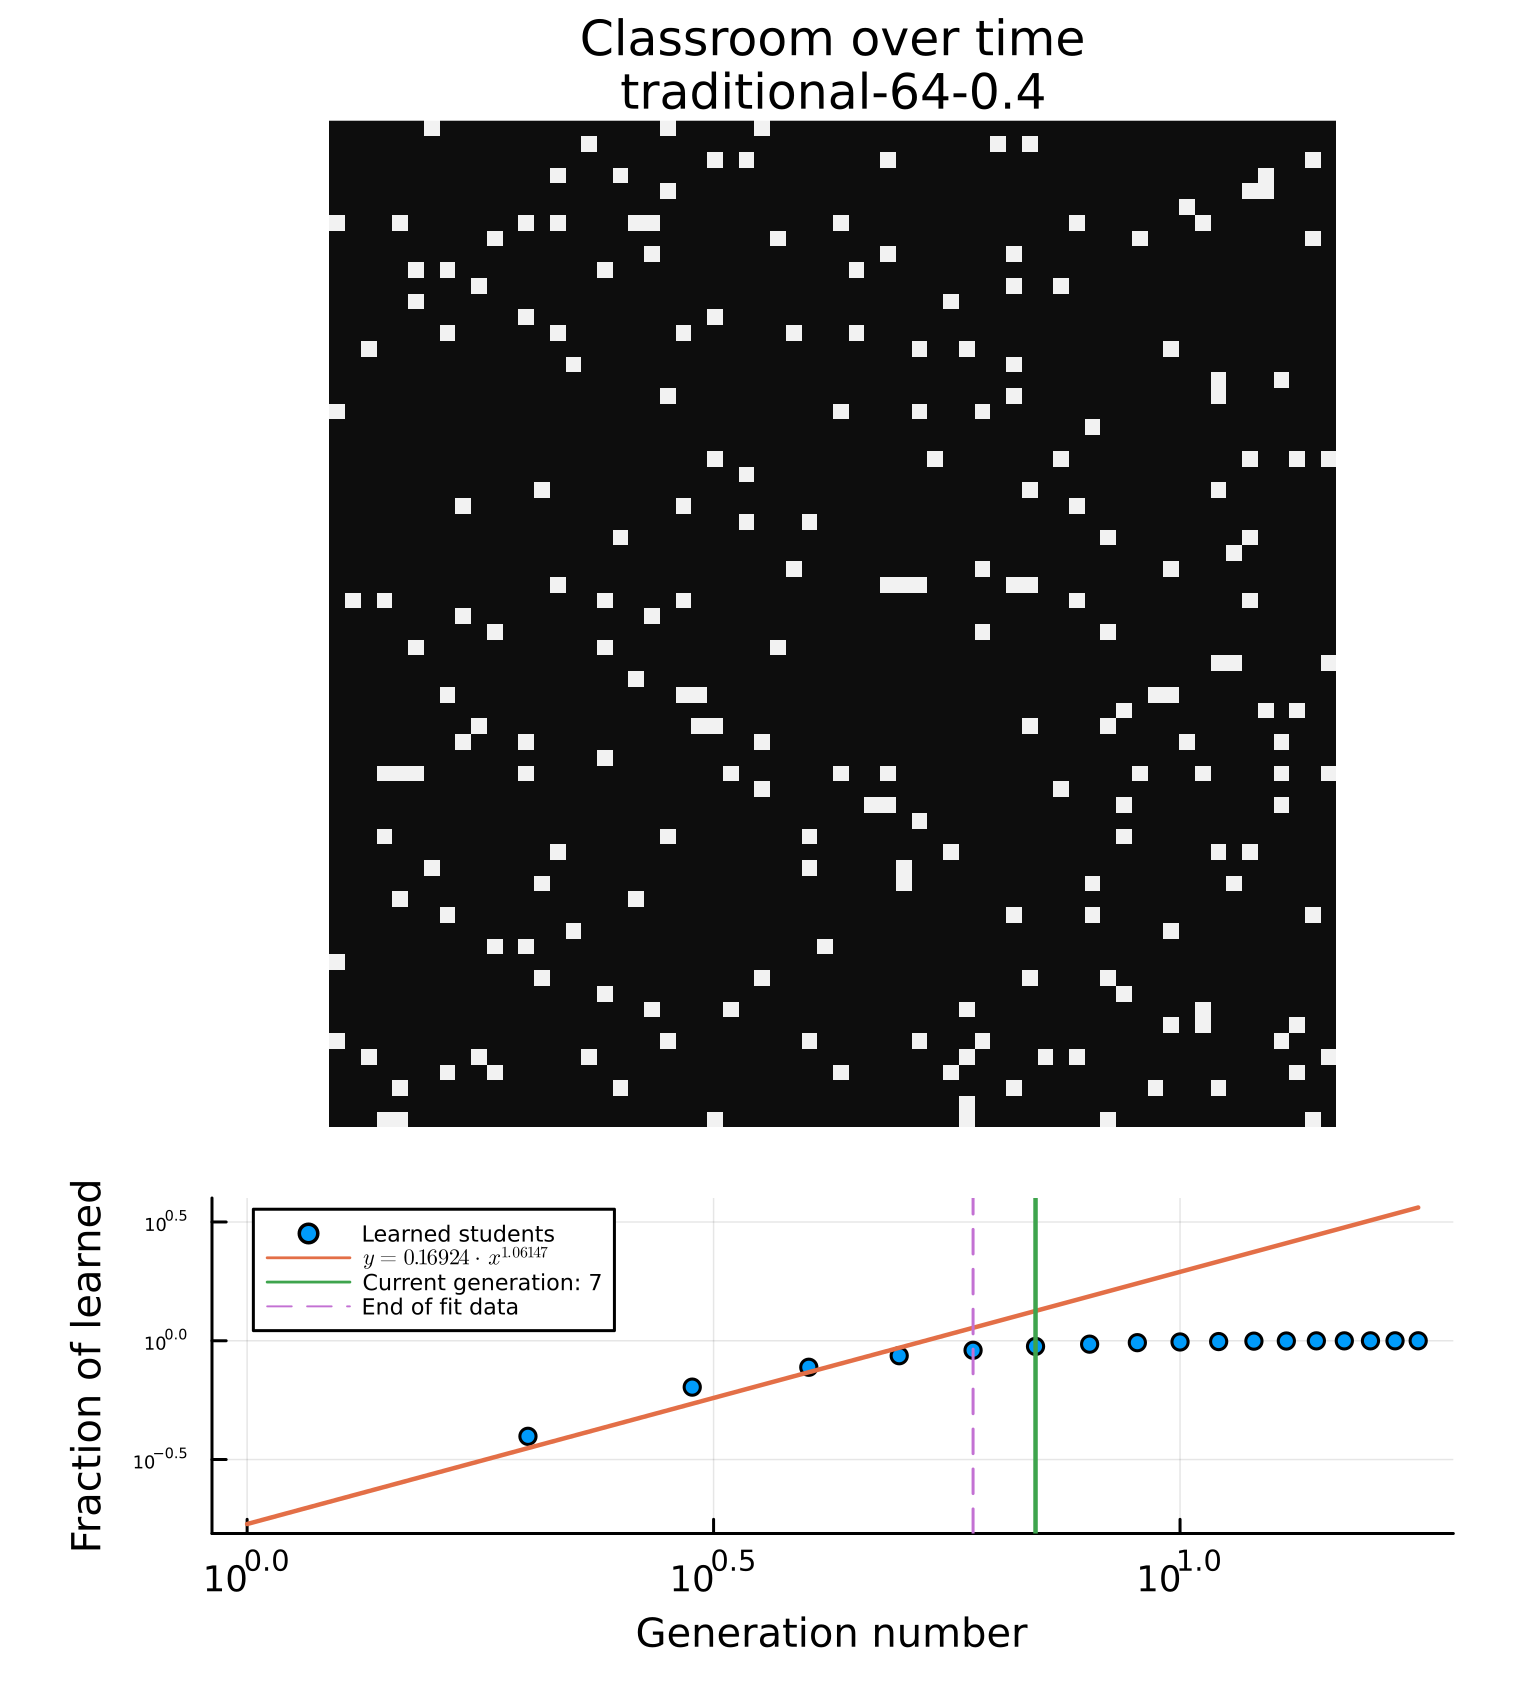 Classroom over time
traditional-64-0.4
Fraction of learned
10^0.5
10^0.0
10^−0.5
Learned students
y = 0.16924 · x^1.06147
Current generation: 7
End of fit data
10^0.0 10^0.5 10^1.0
Generation number